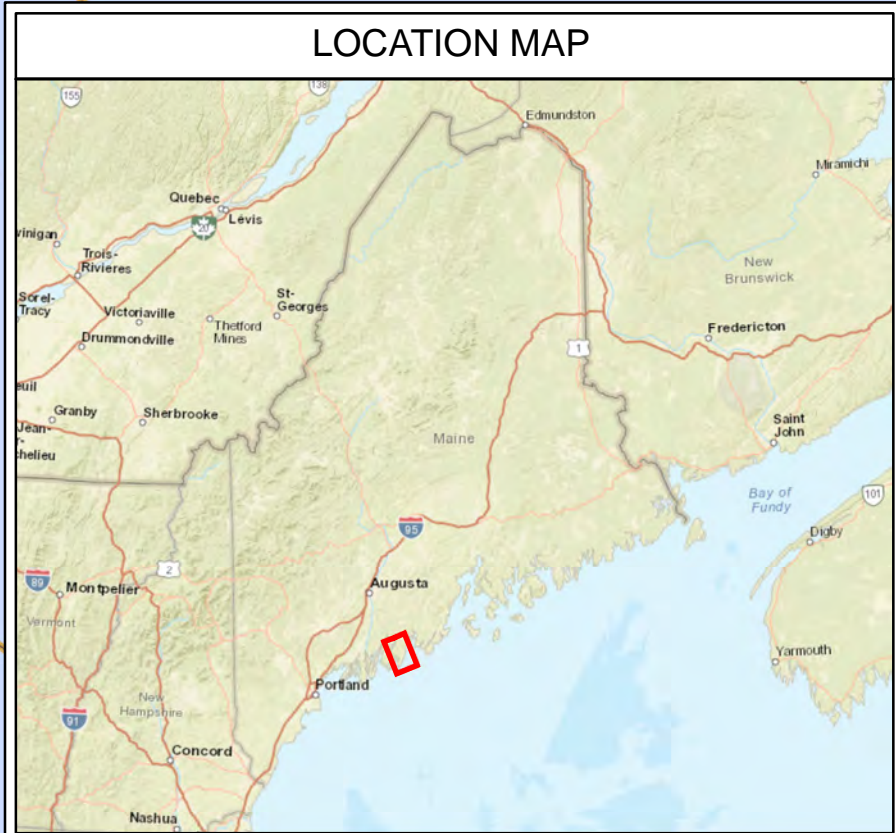 LOCATION MAP
155
138
Edmundston
Miramichi
Quebec
Lévis
20
vinigan
Trois-
Rivieres
New
Brunswick
Sorel-
Tracy
Victoriaville
St-
Georges
Thetford
Mines
Fredericton
Drummondville
1
euil
Granby
Sherbrooke
Saint
John
Jean-
r-
chelieu
Maine
Bay of
Fundy
101
95
Digby
2
89
Montpelier
Augusta
Vermont
Yarmouth
Portland
New
Hampshire
91
Concord
Nashua